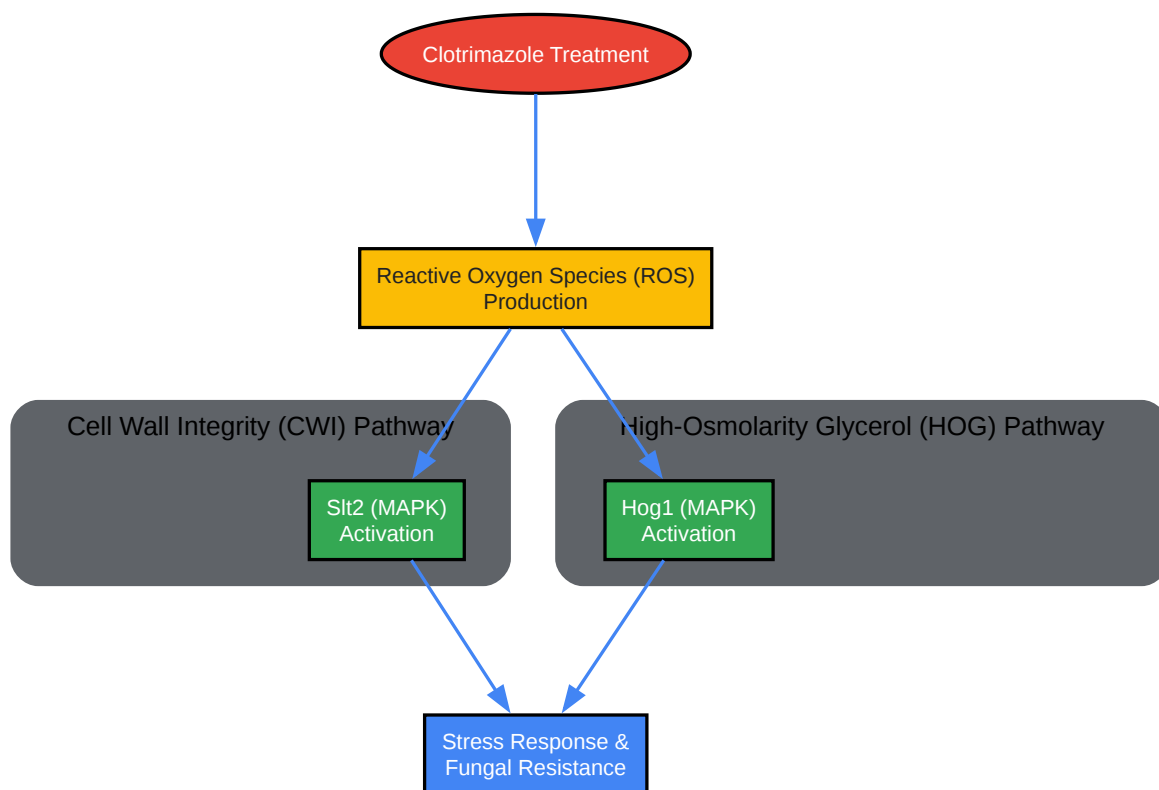 Clotrimazole Treatment
Reactive Oxygen Species (ROS)
Production
Cell Wall Integrity (CWI) Pathway
High-Osmolarity Glycerol (HOG) Pathway
Slt2 (MAPK)
Activation
Hog1 (MAPK)
Activation
Stress Response &
Fungal Resistance